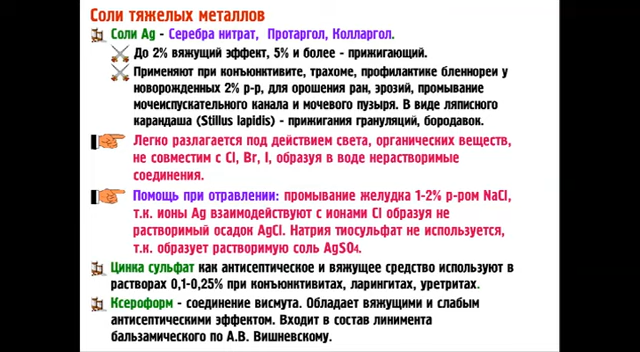 Соли тяжелых металлов
Соли Ag - Серебра нитрат, Протаргол, Колларгол.
До 2% вяжущий эффект, 5% и более - прижигающий.
Применяют при конъюнктивите, трахоме, профилактике бленнореи у
новорожденных 2% р-р, для орошения ран, эрозий, промывание
мочеиспускательного канала и мочевого пузыря. В виде ляписного
карандаша (Stillus lapidis) - прижигания грануляций, бородавок.
Легко разлагается под действием света, органических веществ,
не совместим с Cl, Br, I, образуя в воде нерастворимые
соединения.
Помощь при отравлении: промывание желудка 1-2% р-ром NaCl,
т.к. ионы Ag взаимодействуют с ионами Cl образуя не
растворимый осадок AgCl. Натрия тиосульфат не используется,
т.к. образует растворимую соль AgSO4.
Цинка сульфат как антисептическое и вяжущее средство используют в
растворах 0,1-0,25% при конъюнктивитах, ларингитах, уретритах.
Ксероформ - соединение висмута. Обладает вяжущими и слабым
антисептическими эффектом. Входит в состав линимента
бальзамического по А.В. Вишневскому.